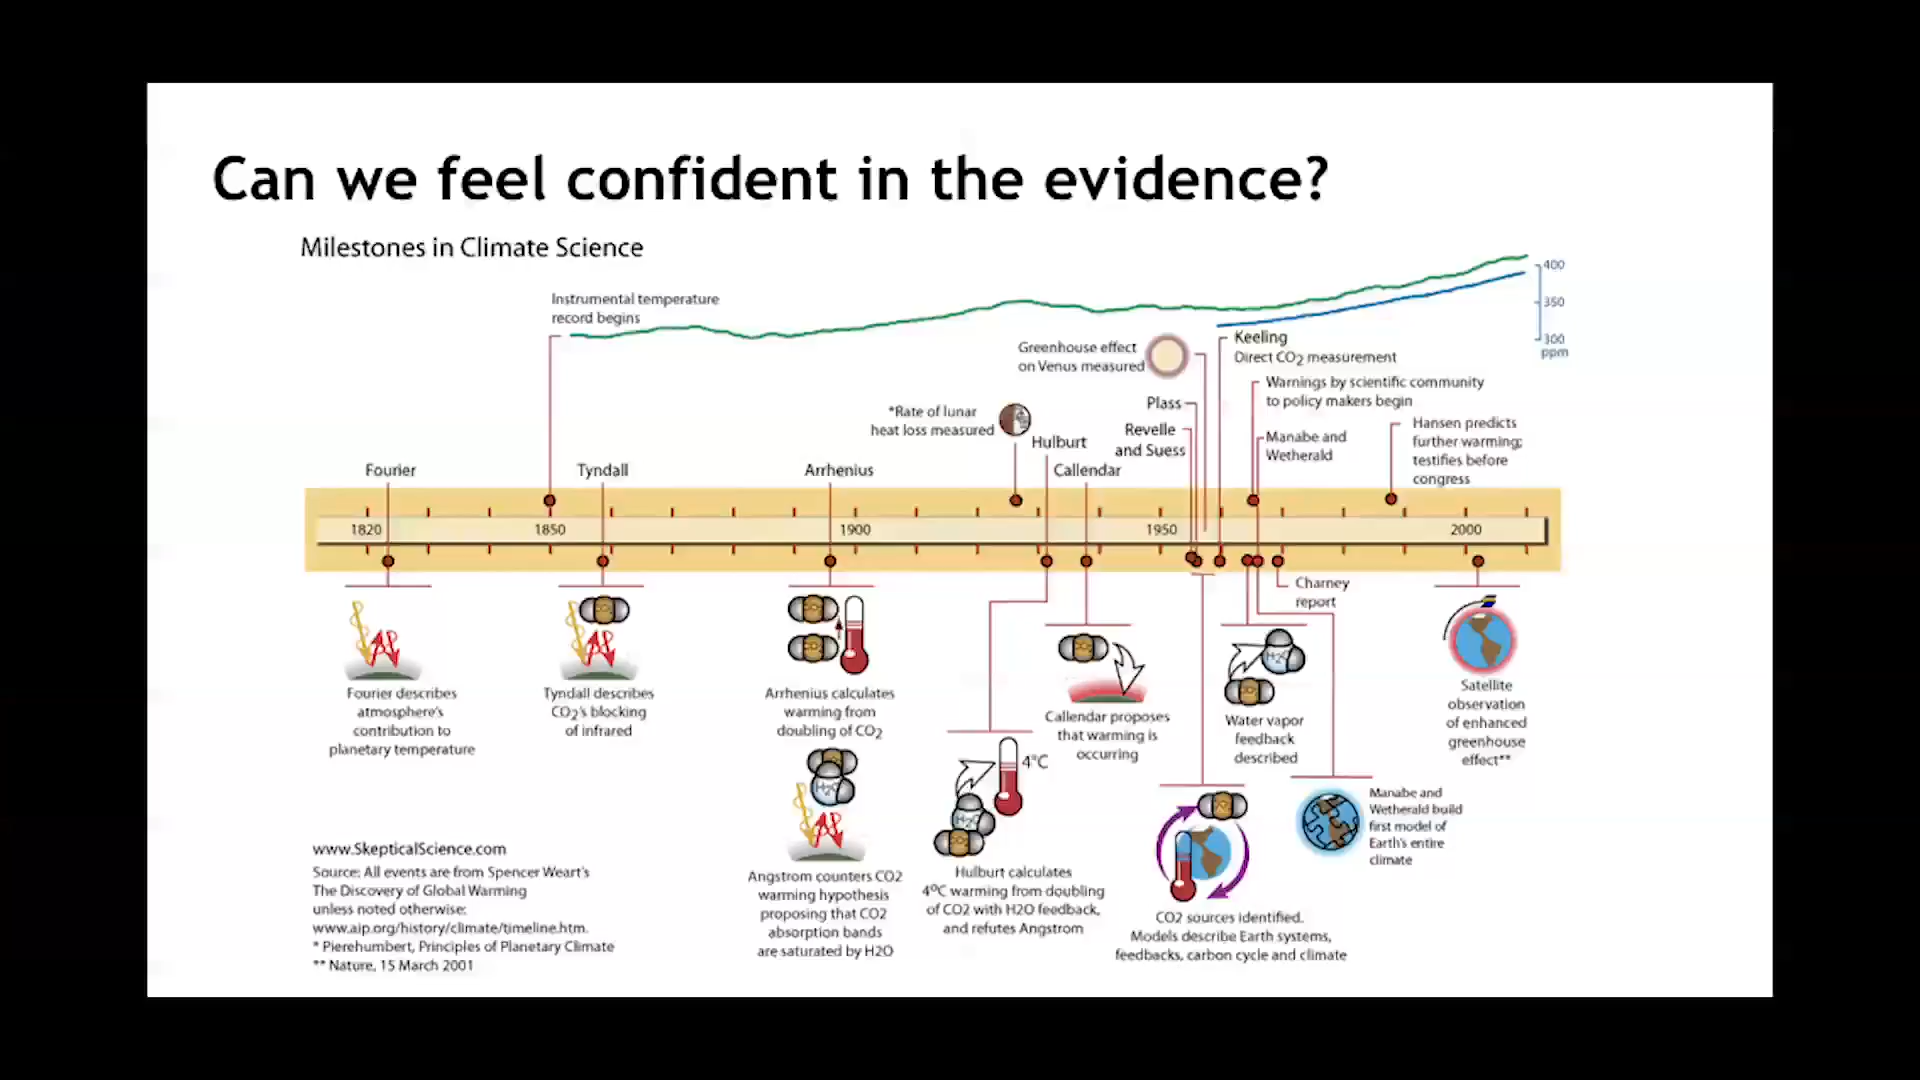 Can we feel confident in the evidence?
Milestones in Climate Science
400
350
300
ppm
Instrumental temperature
record begins
Greenhouse effect
on Venus measured
Keeling
Direct CO2 measurement
Warnings by scientific community
to policy makers begin
*Rate of lunar
heat loss measured
Plass
Revelle
and Suess
Hulburt
Manabe and
Wetherald
Hansen predicts
further warming;
testifies before
congress
Fourier
Tyndall
Arrhenius
Callendar
1820
1850
1900
1950
2000
Charney
report
Fourier describes
atmosphere's
contribution to
planetary temperature
Tyndall describes
CO2's blocking
of infrared
Arrhenius calculates
warming from
doubling of CO2
Angstrom counters CO2
warming hypothesis
proposing that CO2
absorption bands
are saturated by H2O
4°C
Hulburt calculates
4°C warming from doubling
of CO2 with H2O feedback,
and refutes Angstrom
Callendar proposes
that warming is
occurring
CO2 sources identified.
Models describe Earth systems,
feedbacks, carbon cycle and climate
Water vapor
feedback
described
Manabe and
Wetherald build
first model of
Earth's entire
climate
Satellite
observation
of enhanced
greenhouse
effect**
www.SkepticalScience.com
Source: All events are from Spencer Weart's
The Discovery of Global Warming
unless noted otherwise:
www.aip.org/history/climate/timeline.htm.
* Pierehumbert, Principles of Planetary Climate
** Nature, 15 March 2001